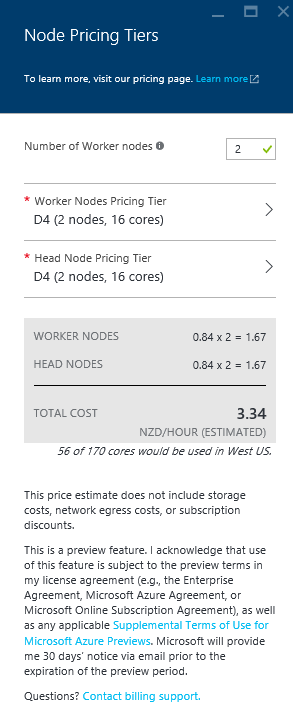 Node Pricing Tiers
To learn more, visit our pricing page. Learn more
Number of Worker nodes
2
* Worker Nodes Pricing Tier
D4 (2 nodes, 16 cores)
* Head Node Pricing Tier
D4 (2 nodes, 16 cores)
WORKER NODES 0.84 x 2 = 1.67
HEAD NODES 0.84 x 2 = 1.67
TOTAL COST 3.34
NZD/HOUR (ESTIMATED)
56 of 170 cores would be used in West US.
This price estimate does not include storage
costs, network egress costs, or subscription
discounts.
This is a preview feature. I acknowledge that use
of this feature is subject to the preview terms in
my license agreement (e.g., the Enterprise
Agreement, Microsoft Azure Agreement, or
Microsoft Online Subscription Agreement), as well
as any applicable Supplemental Terms of Use for
Microsoft Azure Previews. Microsoft will provide
me 30 days' notice via email prior to the
expiration of the preview period.
Questions? Contact billing support.